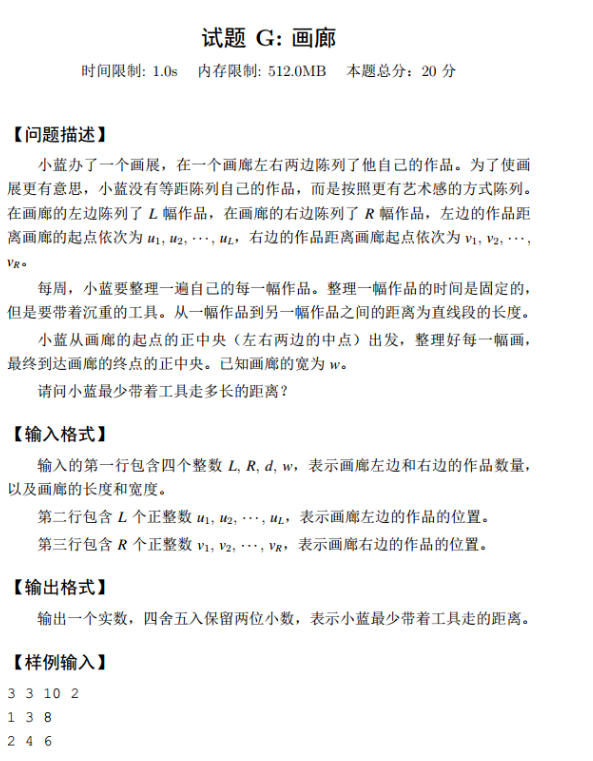 试题 G: 画廊
时间限制: 1.0s 内存限制: 512.0MB 本题总分：20 分
【问题描述】
小蓝办了一个画展，在一个画廊左右两边陈列了他自己的作品。为了使画
展更有意思，小蓝没有等距陈列自己的作品，而是按照更有艺术感的方式陈列。
在画廊的左边陈列了 L 幅作品，在画廊的右边陈列了 R 幅作品，左边的作品距
离画廊的起点依次为 u1, u2, ⋯, uL，右边的作品距离画廊起点依次为 v1, v2, ⋯,
vR。
每周，小蓝要整理一遍自己的每一幅作品。整理一幅作品的时间是固定的，
但是要带着沉重的工具。从一幅作品到另一幅作品之间的距离为直线段的长度。
小蓝从画廊的起点的正中央（左右两边的中点）出发，整理好每一幅画，
最终到达画廊的终点的正中央。已知画廊的宽为 w。
请问小蓝最少带着工具走多长的距离？
【输入格式】
输入的第一行包含四个整数 L, R, d, w，表示画廊左边和右边的作品数量，
以及画廊的长度和宽度。
第二行包含 L 个正整数 u1, u2, ⋯, uL，表示画廊左边的作品的位置。
第三行包含 R 个正整数 v1, v2, ⋯, vR，表示画廊右边的作品的位置。
【输出格式】
输出一个实数，四舍五入保留两位小数，表示小蓝最少带着工具走的距离。
【样例输入】
3 3 10 2
1 3 8
2 4 6